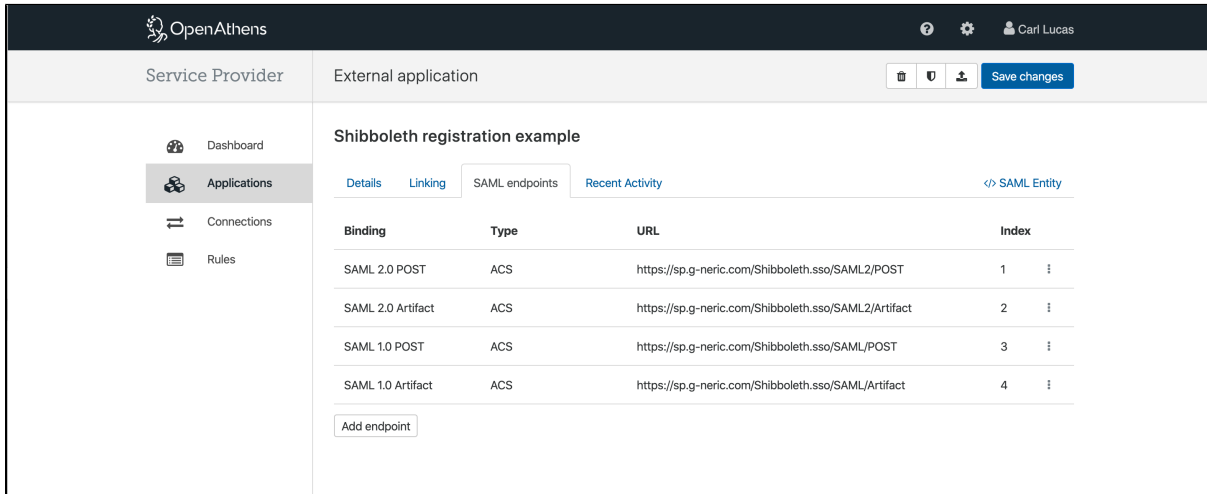 OpenAthens Carl Lucas
Service Provider External application Save changes
Shibboleth registration example
Dashboard
Applications
Connections
Rules
Details Linking SAML endpoints Recent Activity </> SAML Entity
Binding Type URL Index
SAML 2.0 POST ACS https://sp.g-neric.com/Shibboleth.sso/SAML2/POST 1
SAML 2.0 Artifact ACS https://sp.g-neric.com/Shibboleth.sso/SAML2/Artifact 2
SAML 1.0 POST ACS https://sp.g-neric.com/Shibboleth.sso/SAML/POST 3
SAML 1.0 Artifact ACS https://sp.g-neric.com/Shibboleth.sso/SAML/Artifact 4
Add endpoint